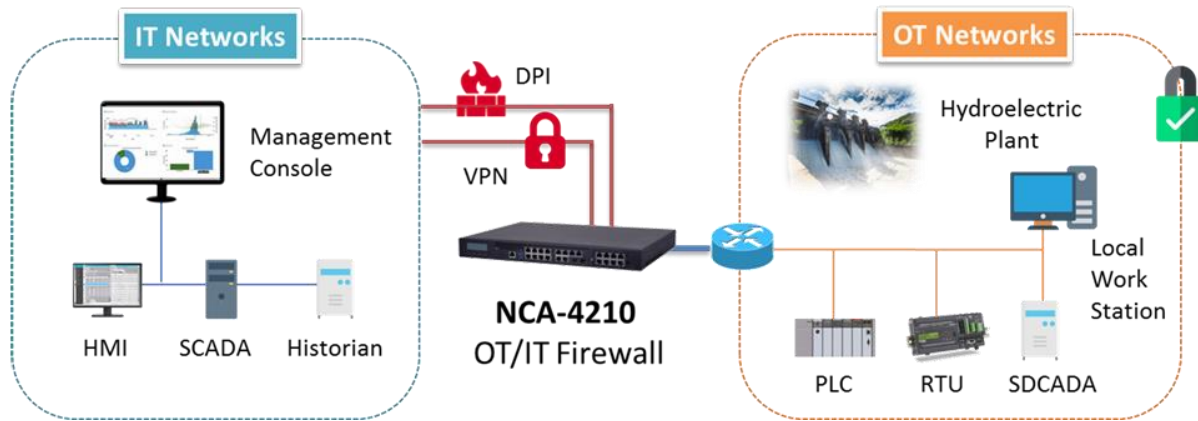 IT Networks
Management
Console
HMI
SCADA
Historian
DPI
VPN
NCA-4210
OT/IT Firewall
OT Networks
Hydroelectric
Plant
Local
Work
Station
PLC
RTU
SDCADA